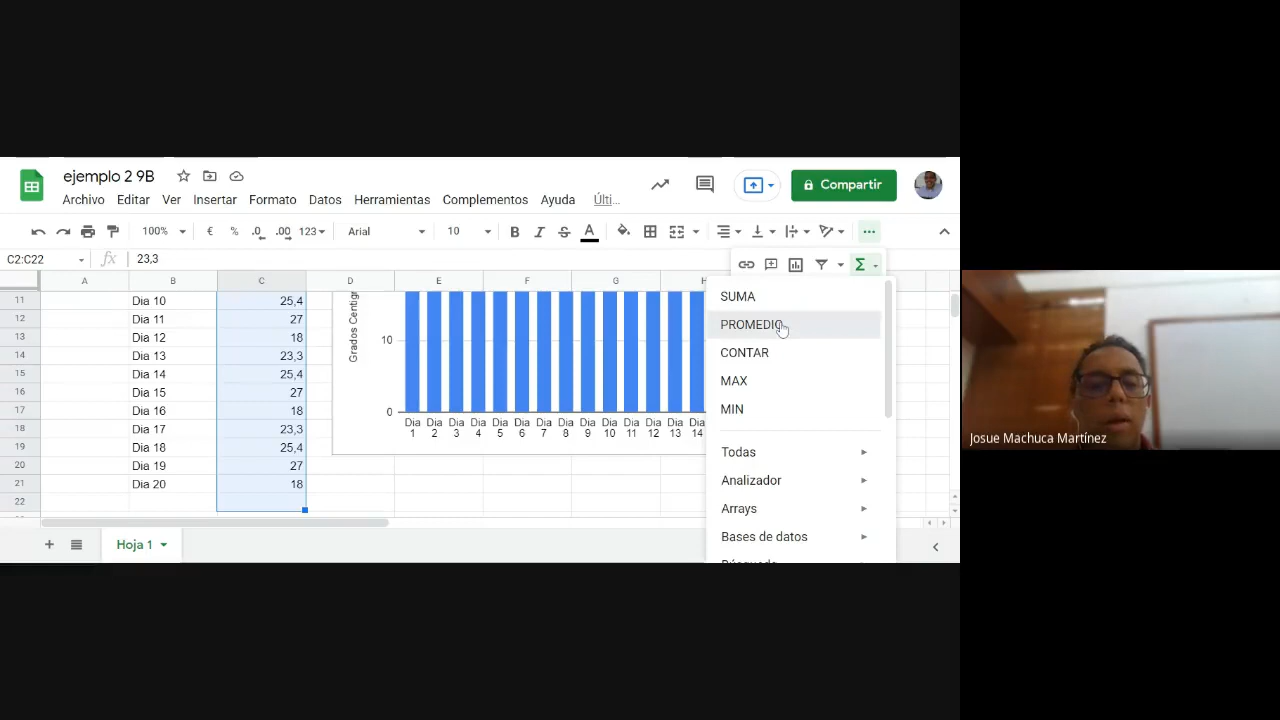 ejemplo 2 9B
Archivo Editar Ver Insertar Formato Datos Herramientas Complementos Ayuda Últi...
Compartir
100% € % .0 .00 123 Arial 10 B I S A ...
C2:C22 fx 23,3
A B C D E F G H
11 Dia 10 25,4
12 Dia 11 27
13 Dia 12 18
14 Dia 13 23,3
15 Dia 14 25,4
16 Dia 15 27
17 Dia 16 18
18 Dia 17 23,3
19 Dia 18 25,4
20 Dia 19 27
21 Dia 20 18
22
Grados Centig
10
0
Dia 1 Dia 2 Dia 3 Dia 4 Dia 5 Dia 6 Dia 7 Dia 8 Dia 9 Dia 10 Dia 11 Dia 12 Dia 13 Dia 14
Σ
SUMA
PROMEDIO
CONTAR
MAX
MIN
Todas
Analizador
Arrays
Bases de datos
Búsqueda
+ Hoja 1
Josue Machuca Martínez